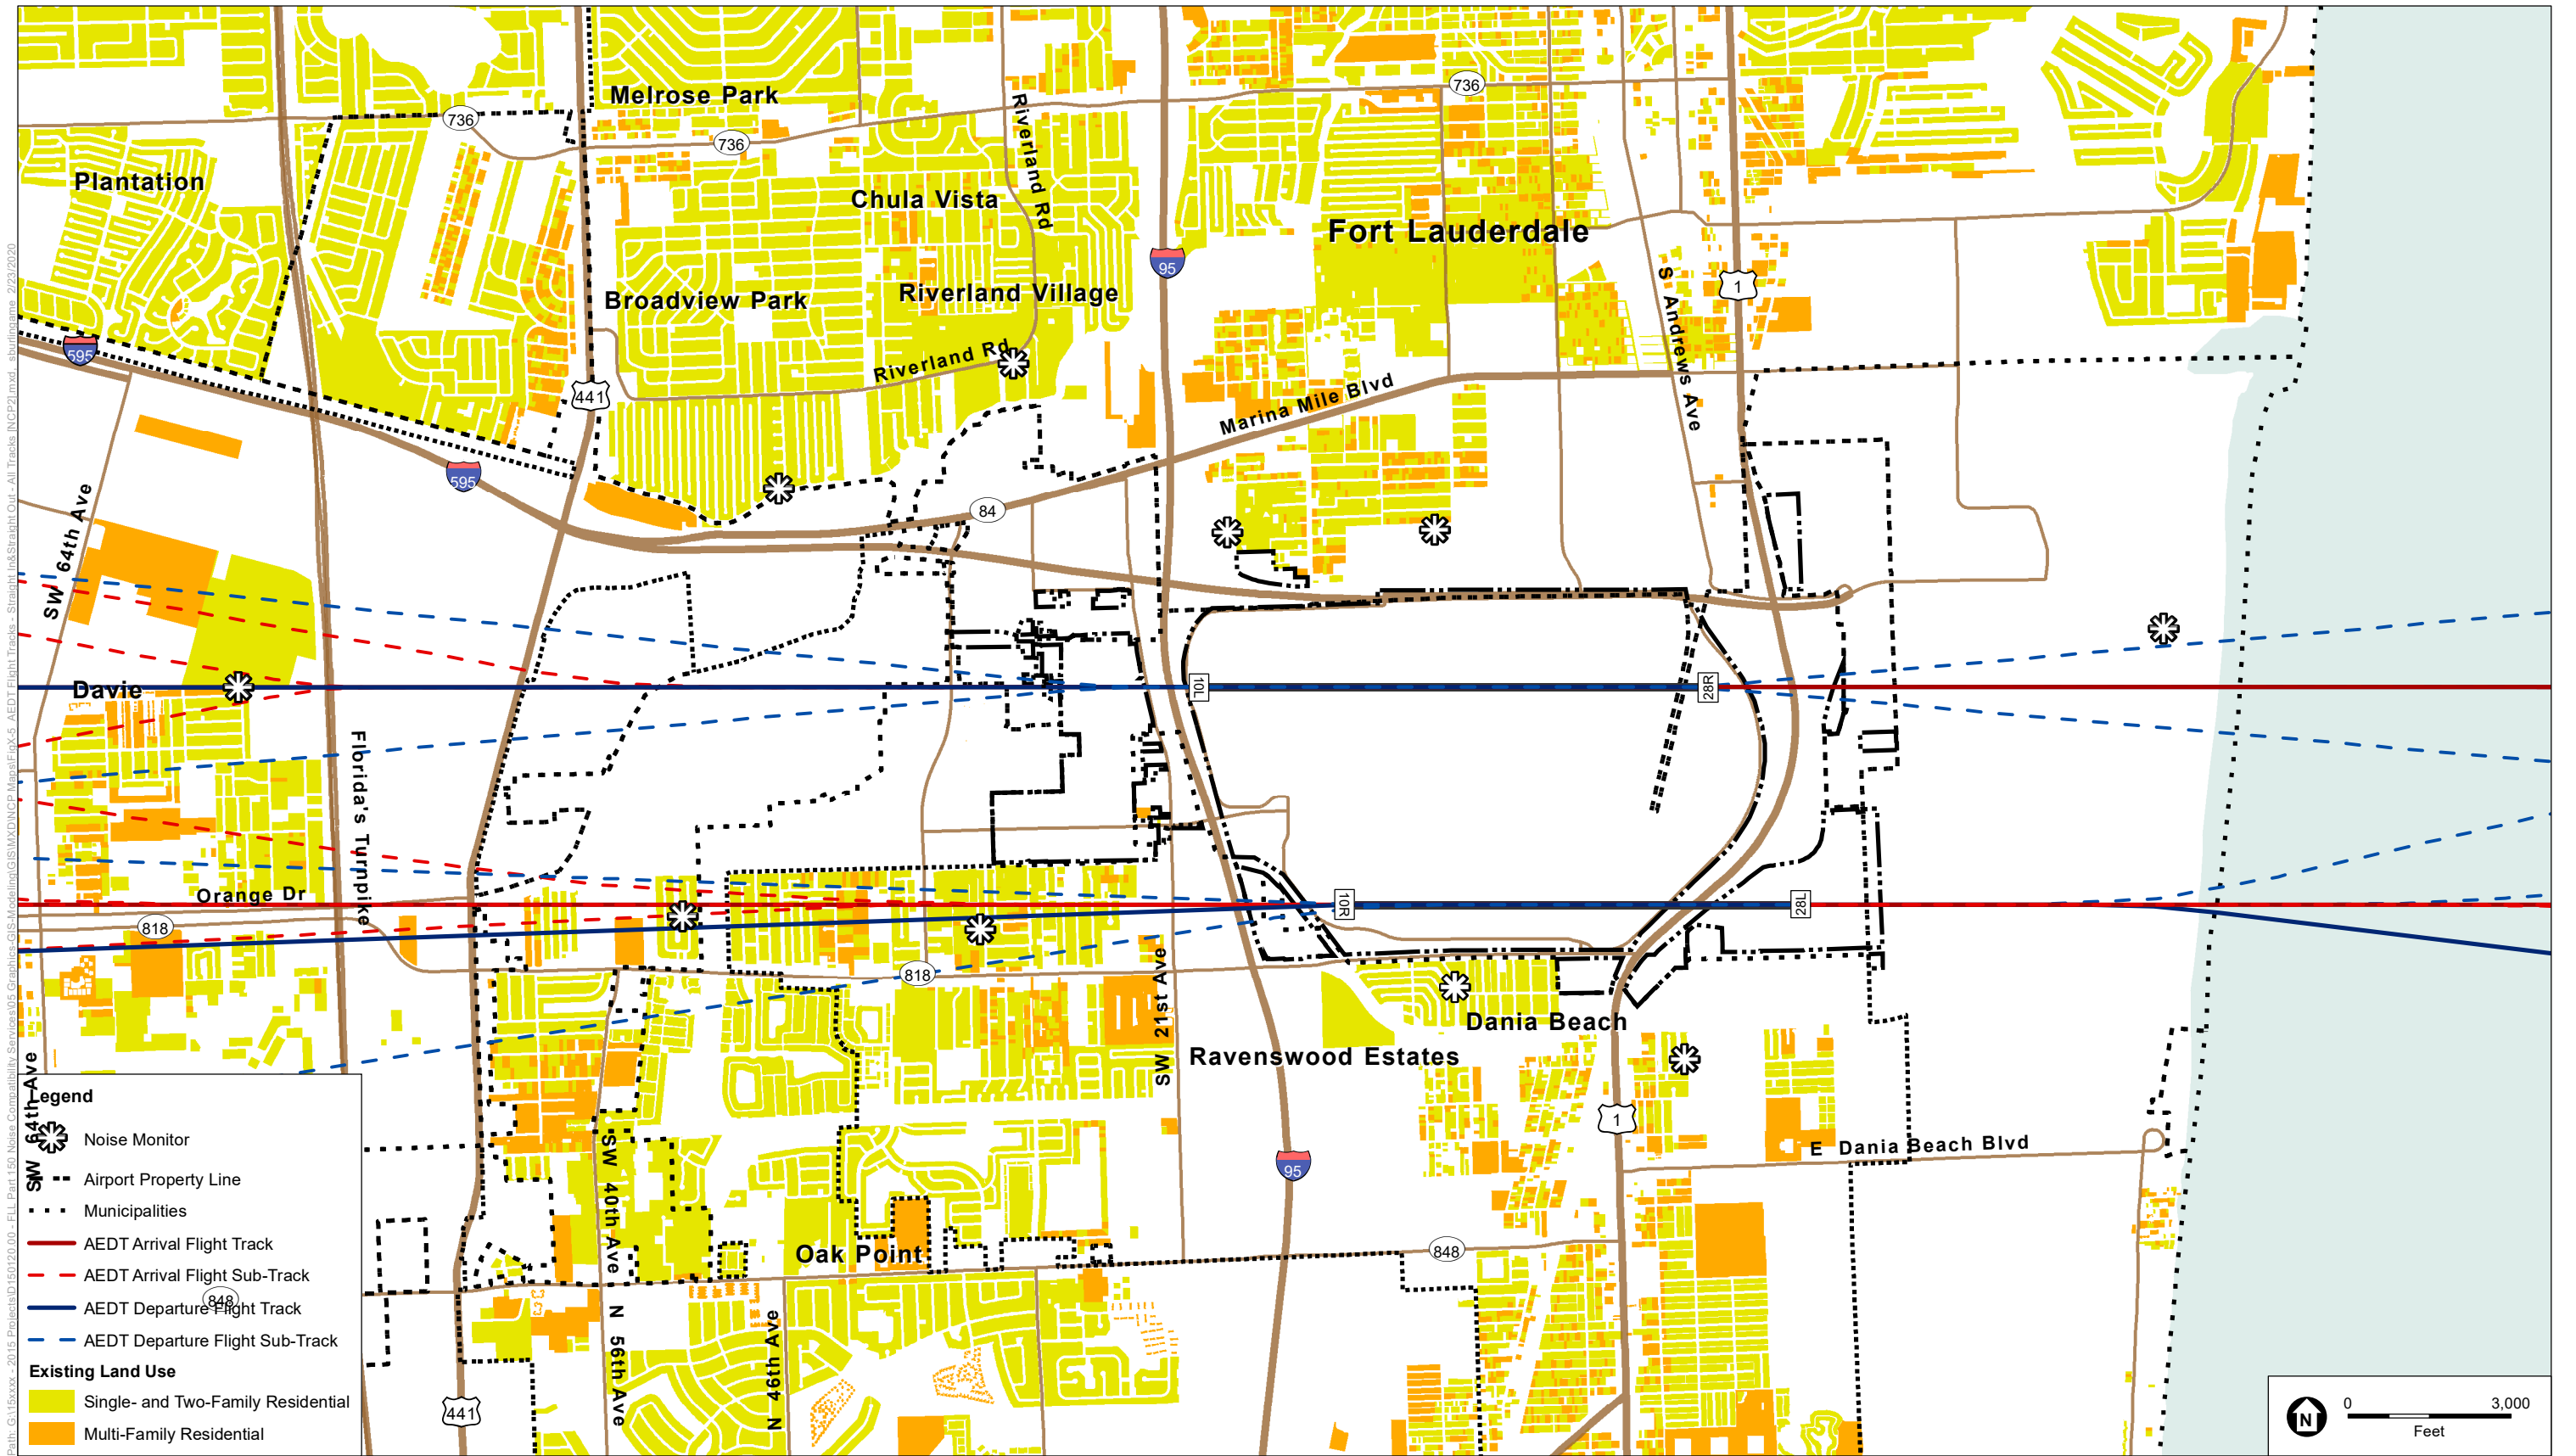 736
Melrose Park
736
736
Riverland Rd
Plantation
Chula Vista
Fort Lauderdale
95
Broadview Park
Riverland Village
S Andrews Ave
1
595
Riverland Rd
441
Marina Mile Blvd
595
84
SW 64th Ave
Davie
10L
28R
Florida's Turnpike
Orange Dr
818
10R
28L
818
SW 21st Ave
Dania Beach
Ravenswood Estates
1
E Dania Beach Blvd
95
SW 64th Ave
SW 40th Ave
Oak Point
848
N 56th Ave
N 46th Ave
441
Legend
Noise Monitor
Airport Property Line
Municipalities
AEDT Arrival Flight Track
AEDT Arrival Flight Sub-Track
848
AEDT Departure Flight Track
AEDT Departure Flight Sub-Track
Existing Land Use
Single- and Two-Family Residential
Multi-Family Residential
N
0 3,000
Feet